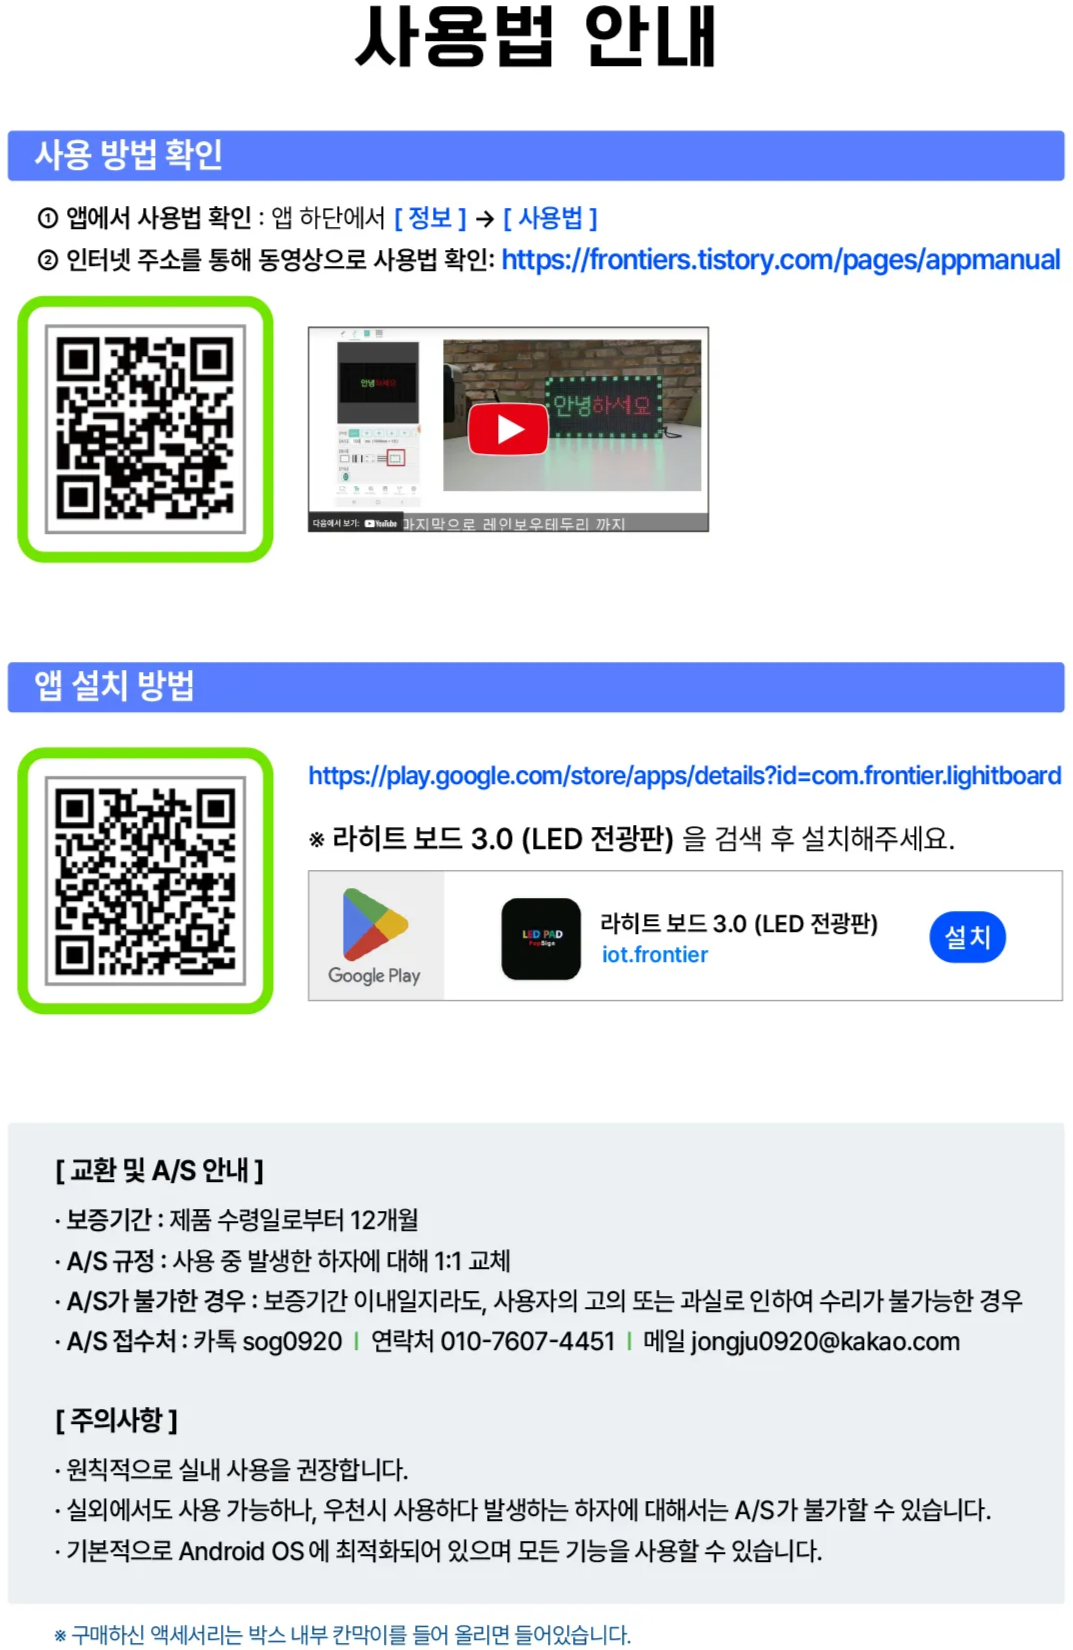 사용법 안내
사용 방법 확인
① 앱에서 사용법 확인 : 앱 하단에서 [ 정보 ] → [ 사용법 ]
② 인터넷 주소를 통해 동영상으로 사용법 확인: https://frontiers.tistory.com/pages/appmanual
안녕하세요
안녕하세요
다음에서 보기: YouTube
마지막으로 레인보우테두리 까지
앱 설치 방법
https://play.google.com/store/apps/details?id=com.frontier.lighitboard
※ 라히트 보드 3.0 (LED 전광판) 을 검색 후 설치해주세요.
Google Play
LED PAD
PopSign
라히트 보드 3.0 (LED 전광판)
iot.frontier
설치
[ 교환 및 A/S 안내 ]
· 보증기간 : 제품 수령일로부터 12개월
· A/S 규정 : 사용 중 발생한 하자에 대해 1:1 교체
· A/S가 불가한 경우 : 보증기간 이내일지라도, 사용자의 고의 또는 과실로 인하여 수리가 불가능한 경우
· A/S 접수처 : 카톡 sog0920 | 연락처 010-7607-4451 | 메일 jongju0920@kakao.com
[ 주의사항 ]
· 원칙적으로 실내 사용을 권장합니다.
· 실외에서도 사용 가능하나, 우천시 사용하다 발생하는 하자에 대해서는 A/S가 불가할 수 있습니다.
· 기본적으로 Android OS에 최적화되어 있으며 모든 기능을 사용할 수 있습니다.
※ 구매하신 액세서리는 박스 내부 칸막이를 들어 올리면 들어있습니다.